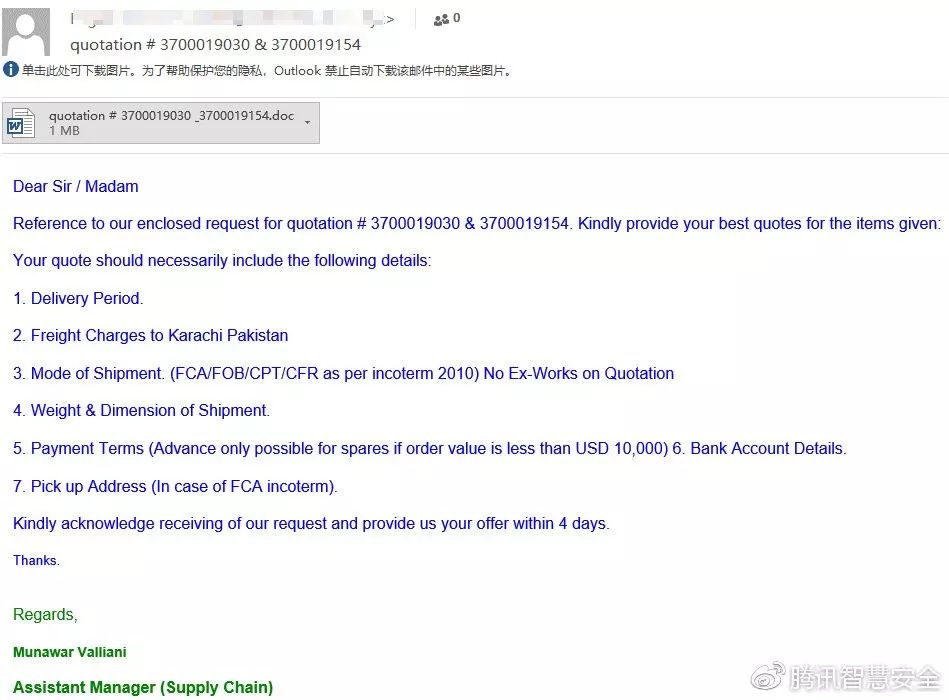 quotation # 3700019030 & 3700019154
单击此处可下载图片。为了帮助保护您的隐私，Outlook 禁止自动下载该邮件中的某些图片。
0
quotation # 3700019030 _3700019154.doc
1 MB
Dear Sir / Madam
Reference to our enclosed request for quotation # 3700019030 & 3700019154. Kindly provide your best quotes for the items given:
Your quote should necessarily include the following details:
1. Delivery Period.
2. Freight Charges to Karachi Pakistan
3. Mode of Shipment. (FCA/FOB/CPT/CFR as per incoterm 2010) No Ex-Works on Quotation
4. Weight & Dimension of Shipment.
5. Payment Terms (Advance only possible for spares if order value is less than USD 10,000) 6. Bank Account Details.
7. Pick up Address (In case of FCA incoterm).
Kindly acknowledge receiving of our request and provide us your offer within 4 days.
Thanks.
Regards,
Munawar Valliani
Assistant Manager (Supply Chain)
腾讯智慧安全